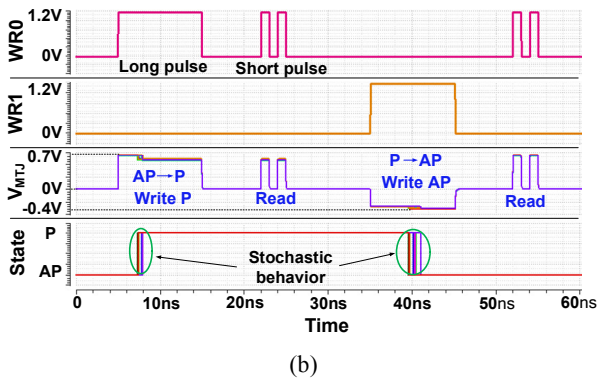 WR0
1.2V
0V
Long pulse
Short pulse
WR1
1.2V
0V
V_MTJ
0.7V
0V
-0.4V
AP→P
Write P
Read
P→AP
Write AP
Read
State
P
AP
Stochastic
behavior
0 10ns 20ns 30ns 40ns 50ns 60ns
Time
(b)